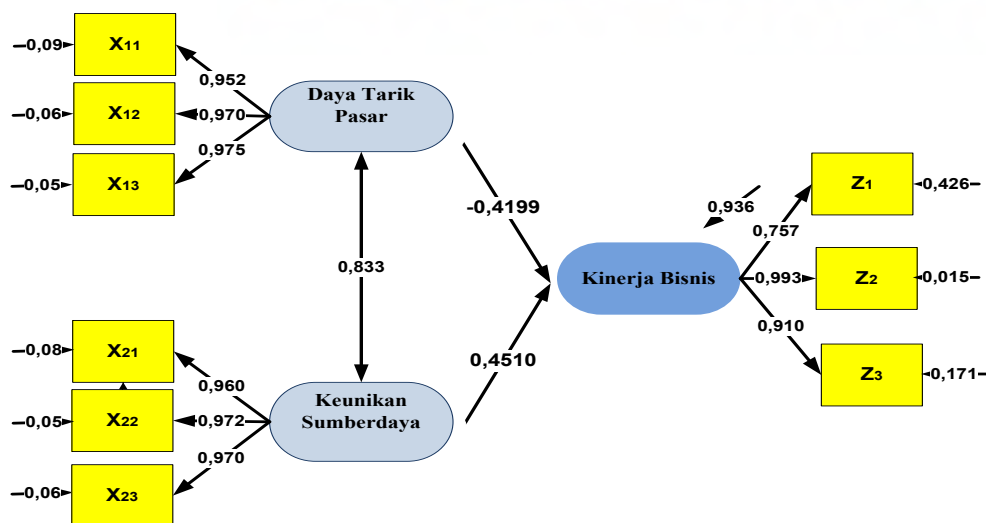 –0,09
X11
0,952
–0,06
X12
0,970
–0,05
X13
0,975
Daya Tarik
Pasar
-0,4199
0,833
0,936
Z1
0,426
0,757
Kinerja Bisnis
0,993
Z2
0,015
0,910
Z3
0,171
0,4510
–0,08
X21
0,960
–0,05
X22
0,972
–0,06
X23
0,970
Keunikan
Sumberdaya